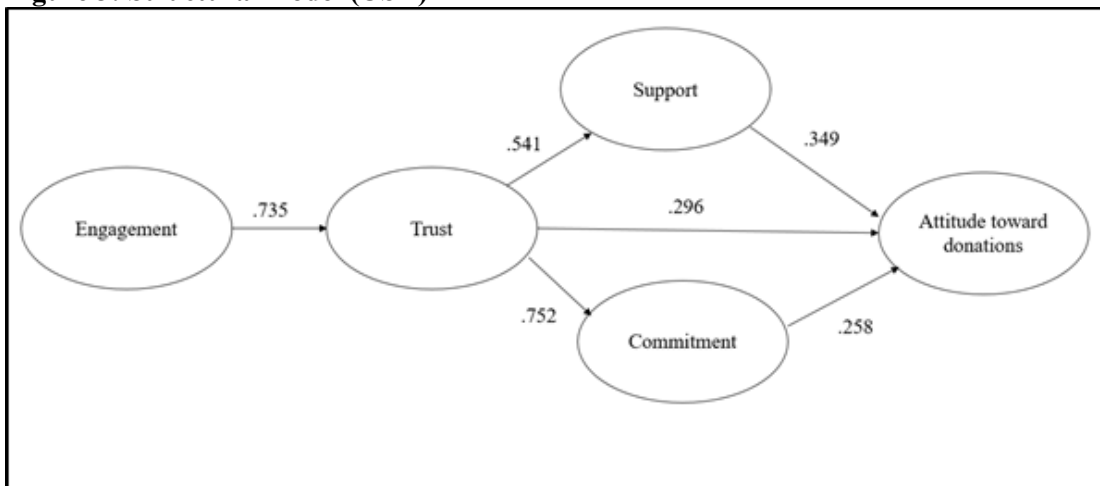 Support
.541
.349
.735
.296
Engagement
Trust
Attitude toward
donations
.752
.258
Commitment